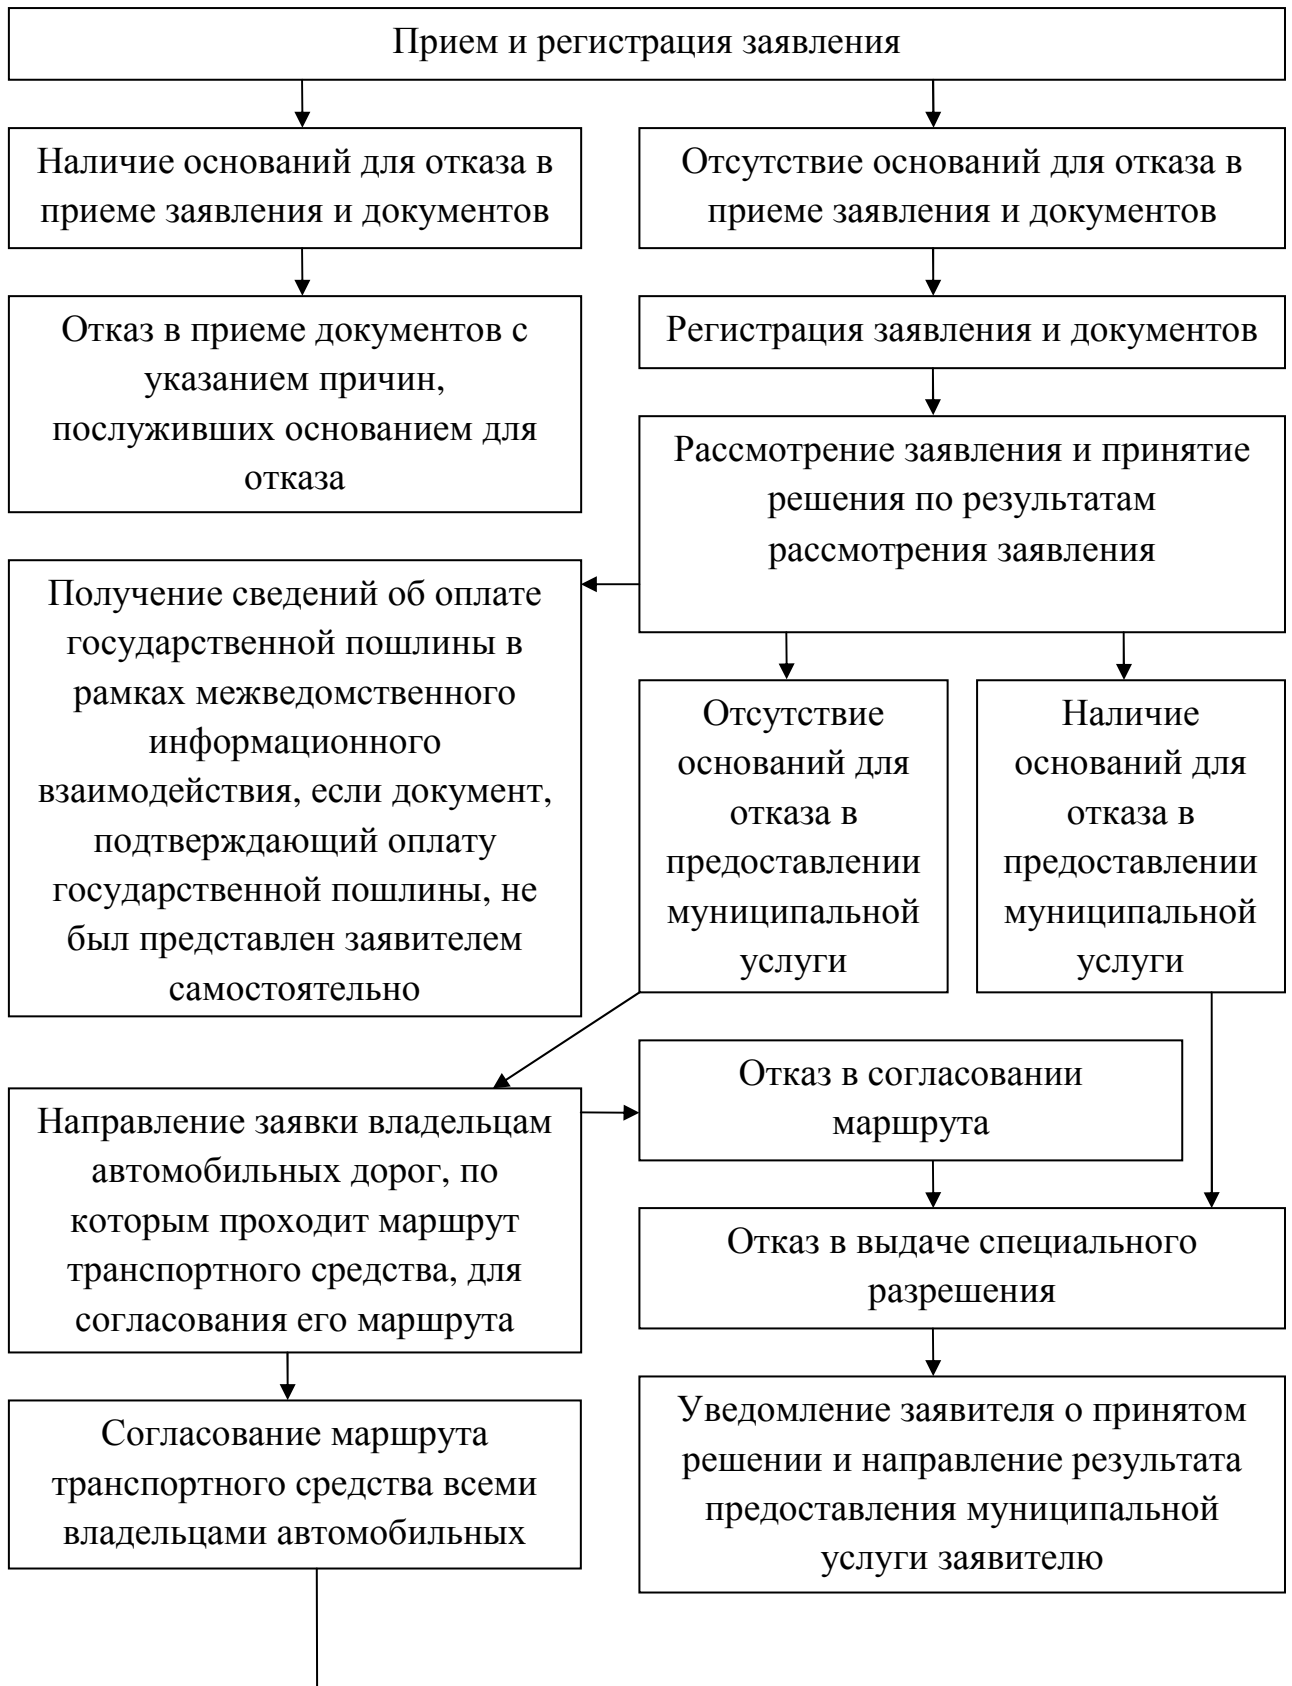 Прием и регистрация заявления
Наличие оснований для отказа в
приеме заявления и документов
Отсутствие оснований для отказа в
приеме заявления и документов
Отказ в приеме документов с
указанием причин,
послуживших основанием для
отказа
Регистрация заявления и документов
Рассмотрение заявления и принятие
решения по результатам
рассмотрения заявления
Получение сведений об оплате
государственной пошлины в
рамках межведомственного
информационного
взаимодействия, если документ,
подтверждающий оплату
государственной пошлины, не
был представлен заявителем
самостоятельно
Отсутствие
оснований для
отказа в
предоставлении
муниципальной
услуги
Наличие
оснований для
отказа в
предоставлении
муниципальной
услуги
Направление заявки владельцам
автомобильных дорог, по
которым проходит маршрут
транспортного средства, для
согласования его маршрута
Отказ в согласовании
маршрута
Отказ в выдаче специального
разрешения
Согласование маршрута
транспортного средства всеми
владельцами автомобильных
Уведомление заявителя о принятом
решении и направление результата
предоставления муниципальной
услуги заявителю